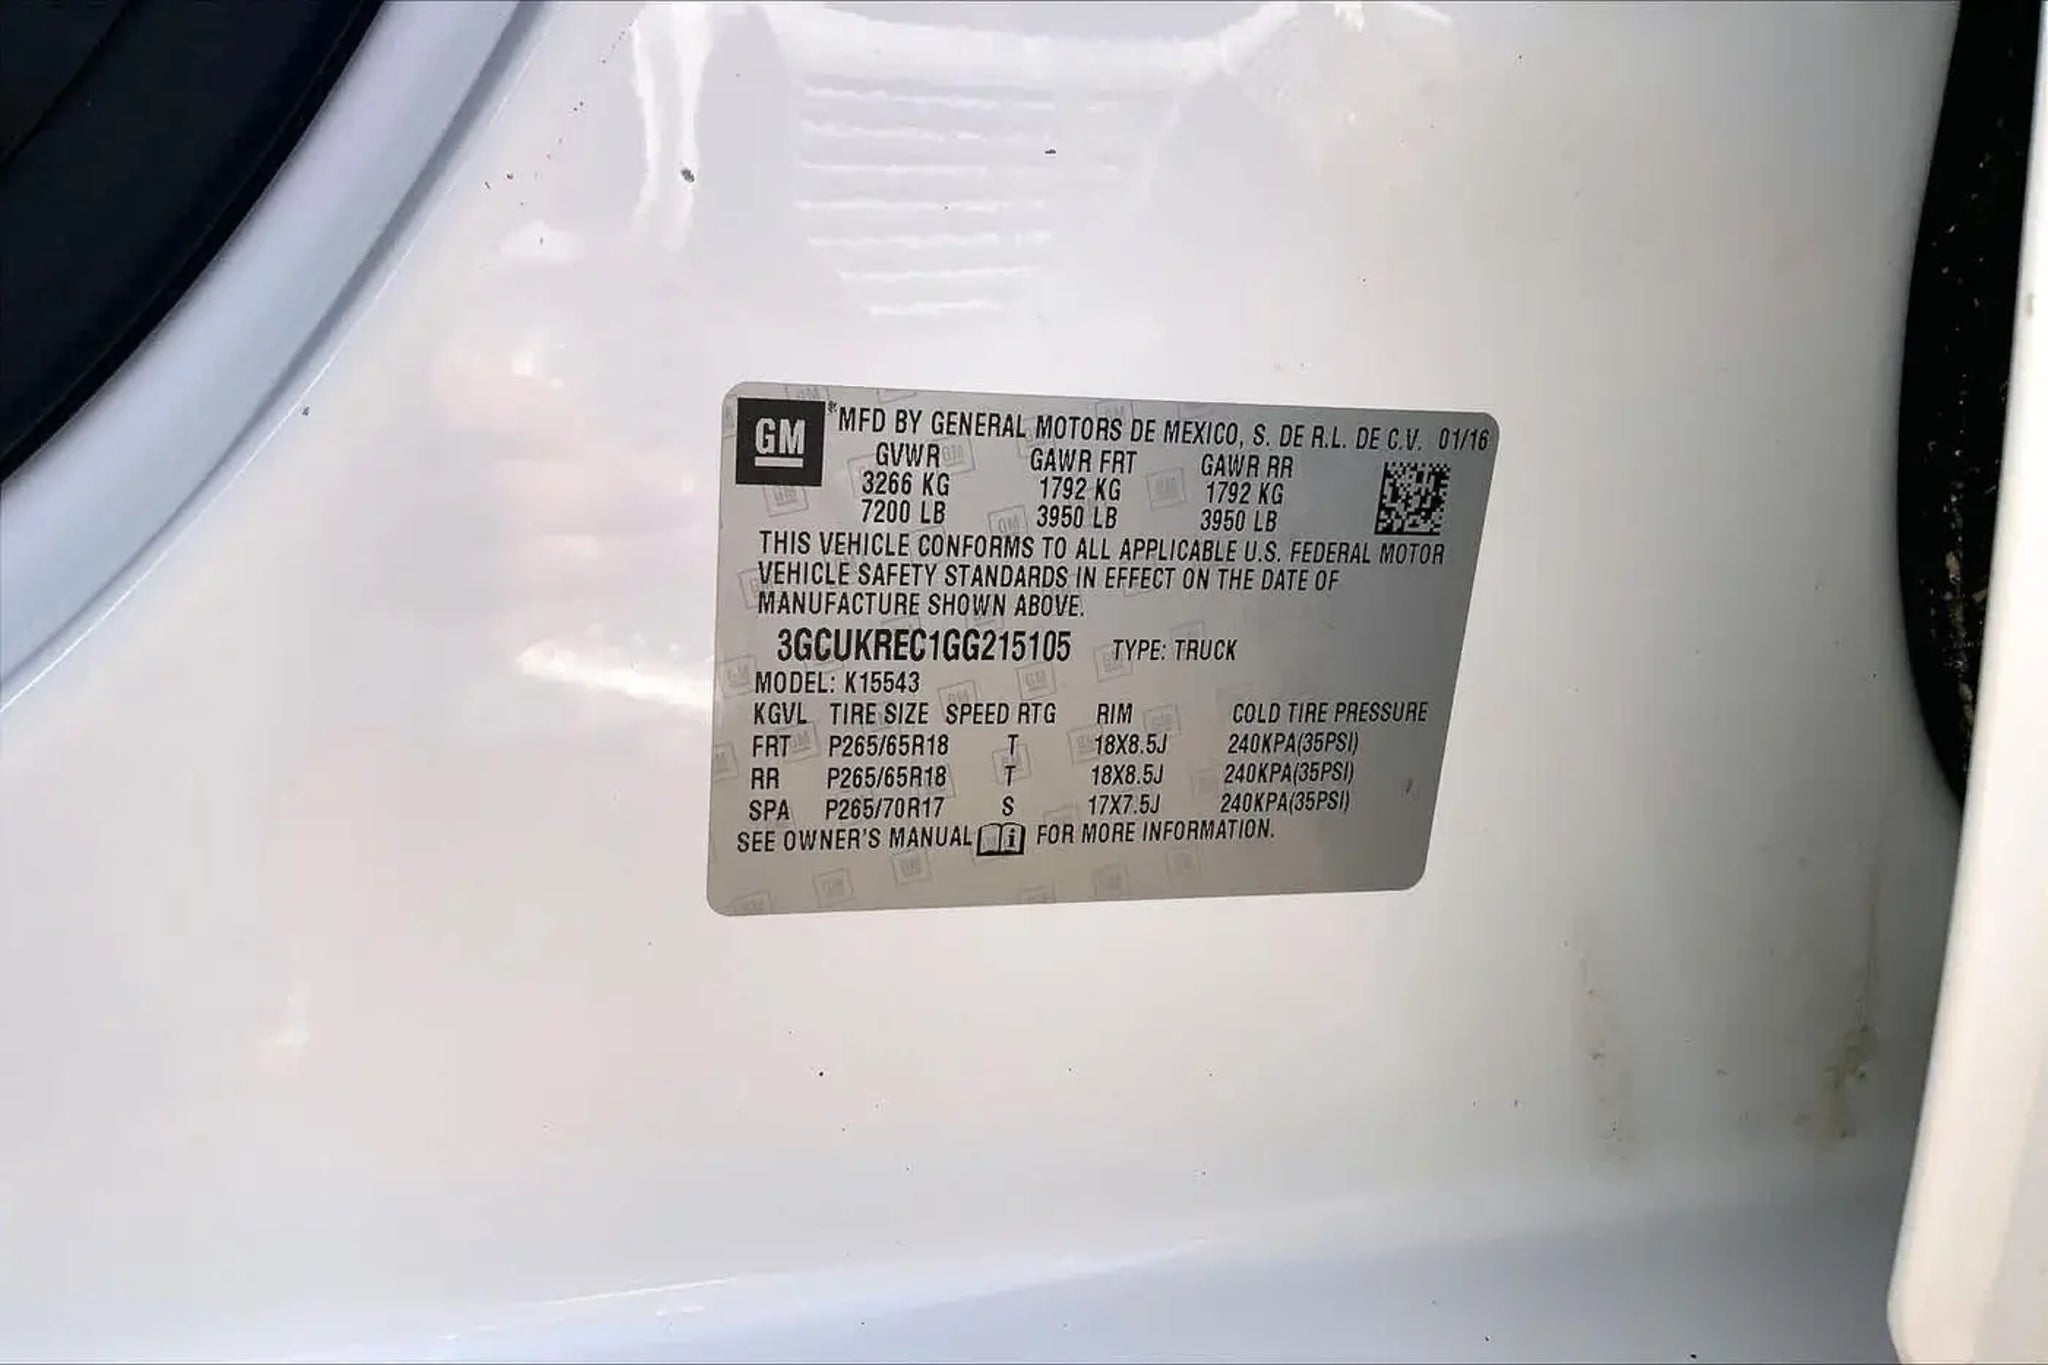 GM ® MFD BY GENERAL MOTORS DE MEXICO, S. DE R.L. DE C.V. 01/16
GVWR GAWR FRT GAWR RR
3266 KG 1792 KG 1792 KG
7200 LB 3950 LB 3950 LB
THIS VEHICLE CONFORMS TO ALL APPLICABLE U.S. FEDERAL MOTOR
VEHICLE SAFETY STANDARDS IN EFFECT ON THE DATE OF
MANUFACTURE SHOWN ABOVE.
3GCUKREC1GG215105 TYPE: TRUCK
MODEL: K15543
KGVL TIRE SIZE SPEED RTG RIM COLD TIRE PRESSURE
FRT P265/65R18 T 18X8.5J 240KPA(35PSI)
RR P265/65R18 T 18X8.5J 240KPA(35PSI)
SPA P265/70R17 S 17X7.5J 240KPA(35PSI)
SEE OWNER'S MANUAL i FOR MORE INFORMATION.